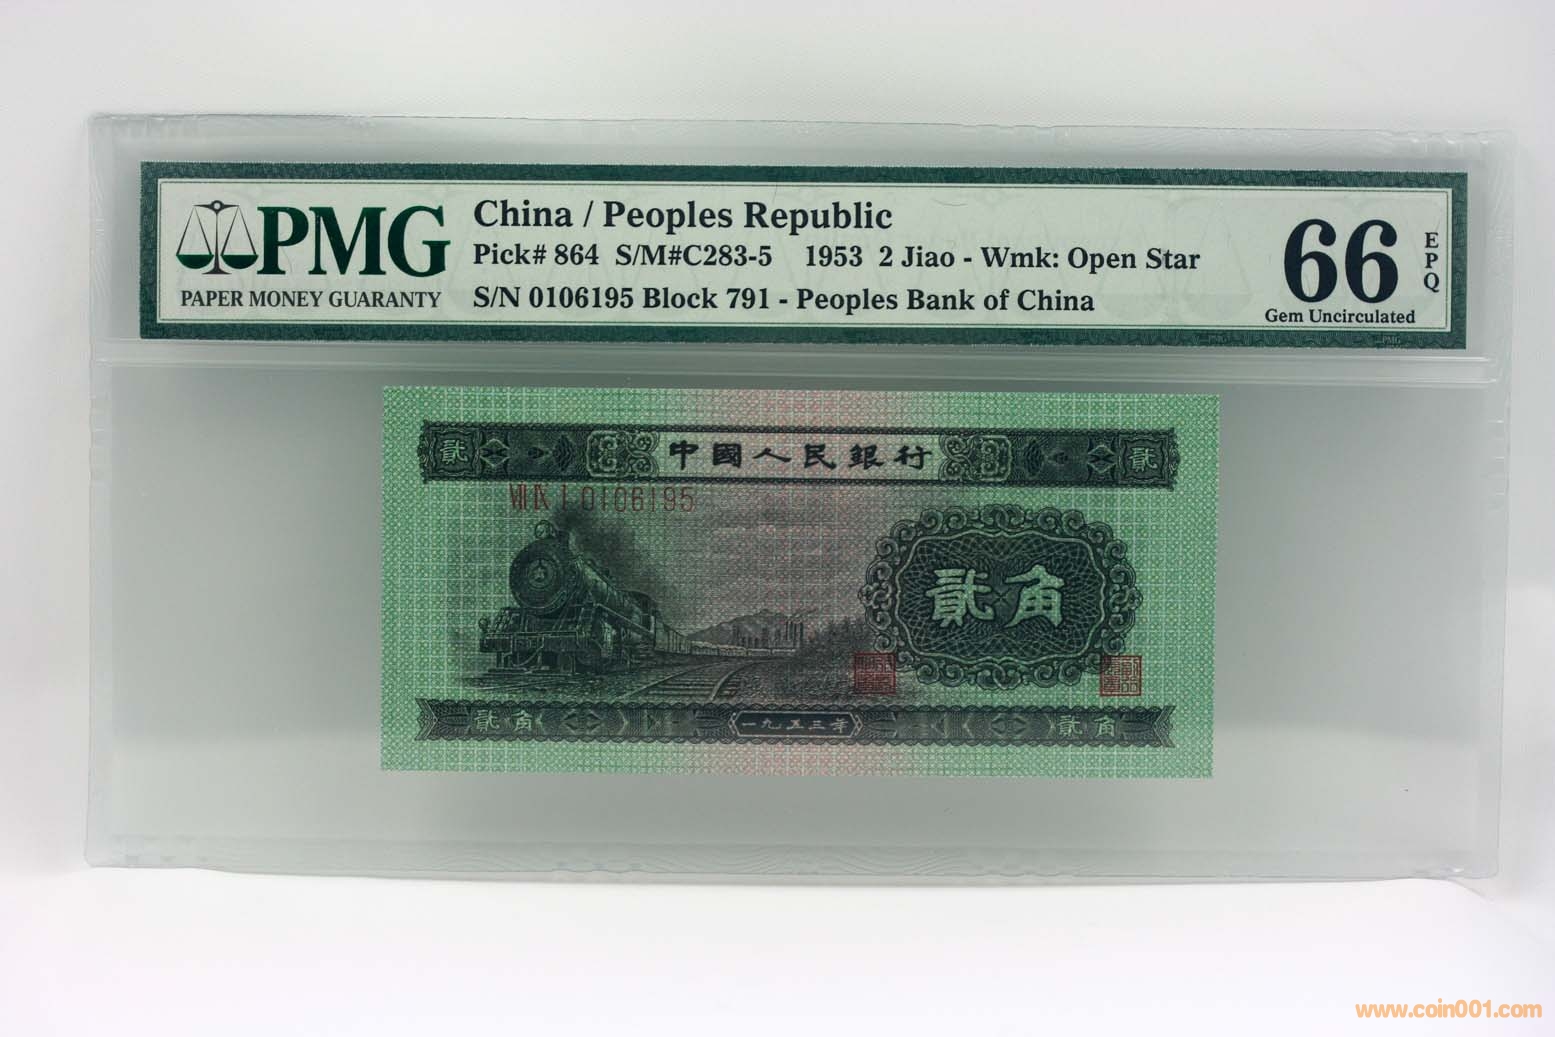 PMG
PAPER MONEY GUARANTY
China / Peoples Republic
Pick# 864 S/M#C283-5 1953 2 Jiao - Wmk: Open Star
S/N 0106195 Block 791 - Peoples Bank of China
66
EPQ
Gem Uncirculated
貳 中國人民銀行 貳
VII IX I 0106195
貳角
貳角 一九五三年 貳角
www.coin001.com